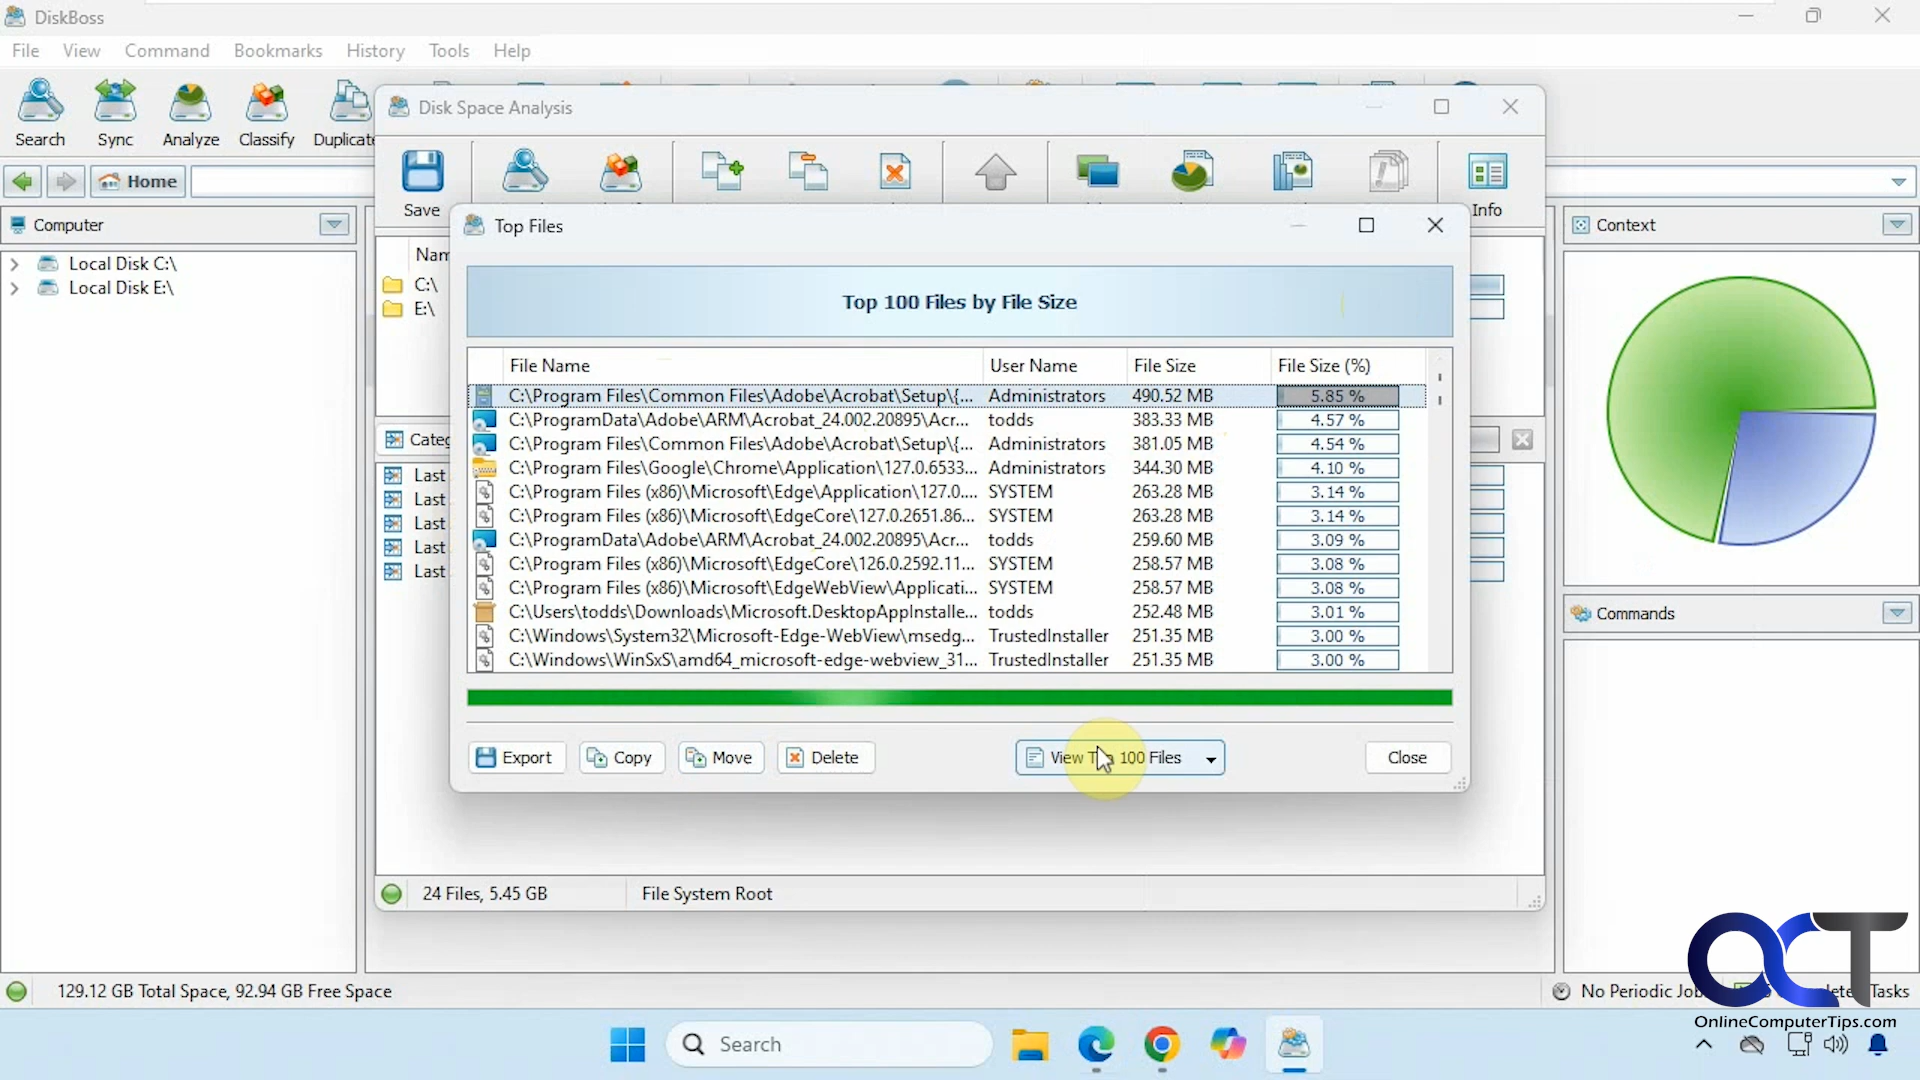 DiskBoss
File View Command Bookmarks History Tools Help
Search Sync Analyze Classify Duplicate
Home
Disk Space Analysis
Save
Info
Computer
Local Disk C:\
Local Disk E:\
C:\
E:\
Last
Last
Last
Last
Last
Top Files
Top 100 Files by File Size
File Name User Name File Size File Size (%)
C:\Program Files\Common Files\Adobe\Acrobat\Setup\{... Administrators 490.52 MB 5.85 %
C:\ProgramData\Adobe\ARM\Acrobat_24.002.20895\Acr... todds 383.33 MB 4.57 %
C:\Program Files\Common Files\Adobe\Acrobat\Setup\{... Administrators 381.05 MB 4.54 %
C:\Program Files\Google\Chrome\Application\127.0.6533... Administrators 344.30 MB 4.10 %
C:\Program Files (x86)\Microsoft\Edge\Application\127.0.... SYSTEM 263.28 MB 3.14 %
C:\Program Files (x86)\Microsoft\EdgeCore\127.0.2651.86... SYSTEM 263.28 MB 3.14 %
C:\ProgramData\Adobe\ARM\Acrobat_24.002.20895\Acr... todds 259.60 MB 3.09 %
C:\Program Files (x86)\Microsoft\EdgeCore\126.0.2592.11... SYSTEM 258.57 MB 3.08 %
C:\Program Files (x86)\Microsoft\EdgeWebView\Applicati... SYSTEM 258.57 MB 3.08 %
C:\Users\todds\Downloads\Microsoft.DesktopAppInstalle... todds 252.48 MB 3.01 %
C:\Windows\System32\Microsoft-Edge-WebView\msedg... TrustedInstaller 251.35 MB 3.00 %
C:\Windows\WinSxS\amd64_microsoft-edge-webview_31... TrustedInstaller 251.35 MB 3.00 %
Export Copy Move Delete View Top 100 Files Close
24 Files, 5.45 GB File System Root
Context
Commands
129.12 GB Total Space, 92.94 GB Free Space
No Periodic Tasks
OCT
OnlineComputerTips.com
Search